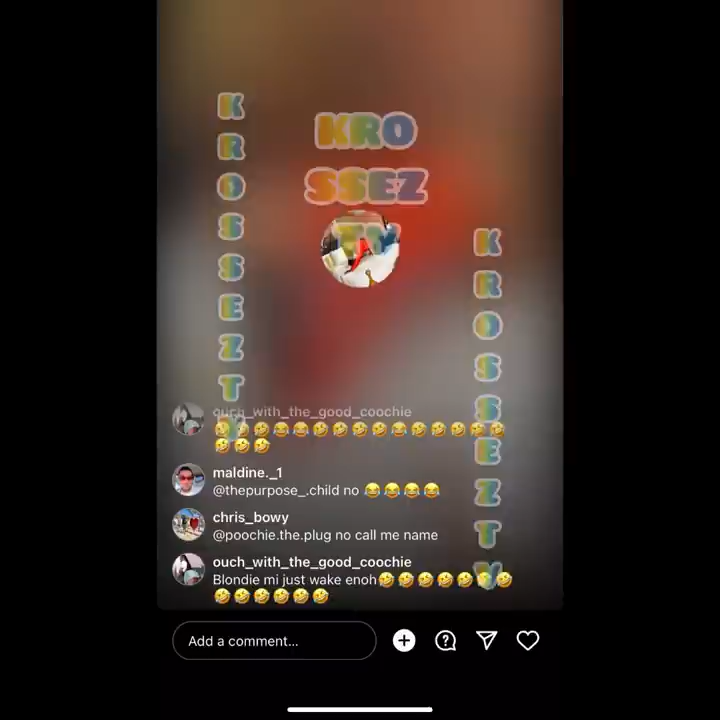 KRO
SSEZ
TY
K
R
O
S
S
E
Z
T
Y
K
R
O
S
S
E
Z
T
Y
ouch_with_the_good_coochie
🤣🤣🤣😂😂🤣🤣🤣🤣😂🤣🤣🤣🤣🤣
🤣🤣🤣
maldine._1
@thepurpose_.child no 😂😂😂😂
chris_bowy
@poochie.the.plug no call me name
ouch_with_the_good_coochie
Blondie mi just wake enoh🤣🤣🤣🤣🤣🤣🤣
🤣🤣🤣🤣🤣🤣
Add a comment...